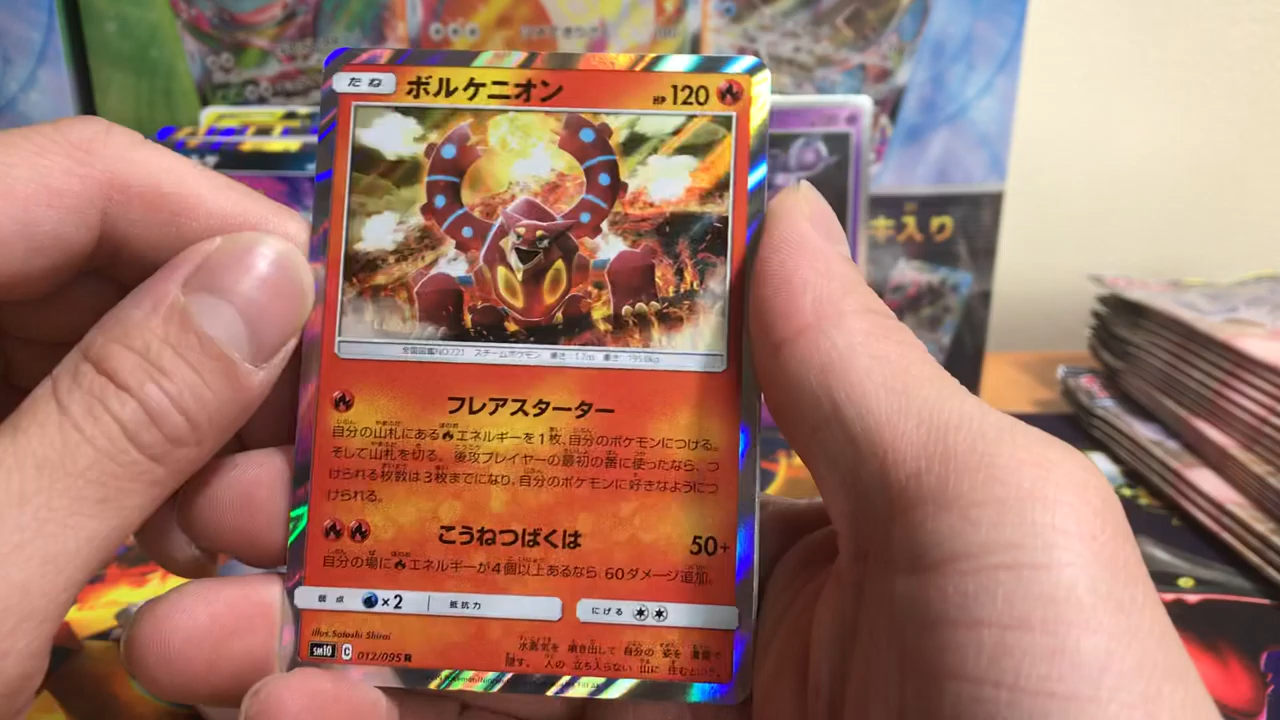 たね ボルケニオン HP 120
全国図鑑NO.721 スチームポケモン 高さ:1.7m 重さ:195.0kg
フレアスターター
自分の山札にある エネルギーを1枚、自分のポケモンにつける。
そして山札を切る。後攻プレイヤーの最初の番に使ったなら、つ
けられる枚数は3枚までになり、自分のポケモンに好きなようにつ
けられる。
こうねつばくは 50+
自分の場に エネルギーが4個以上あるなら、60ダメージ追加。
弱点 ×2 抵抗力 にげる
Illus. Satoshi Shirai
SM10 C 012/095 R
水蒸気を 噴き出して 自分の 姿を 濃霧で
隠す。人の 立ち入らない 山に 住むという。
キ入り